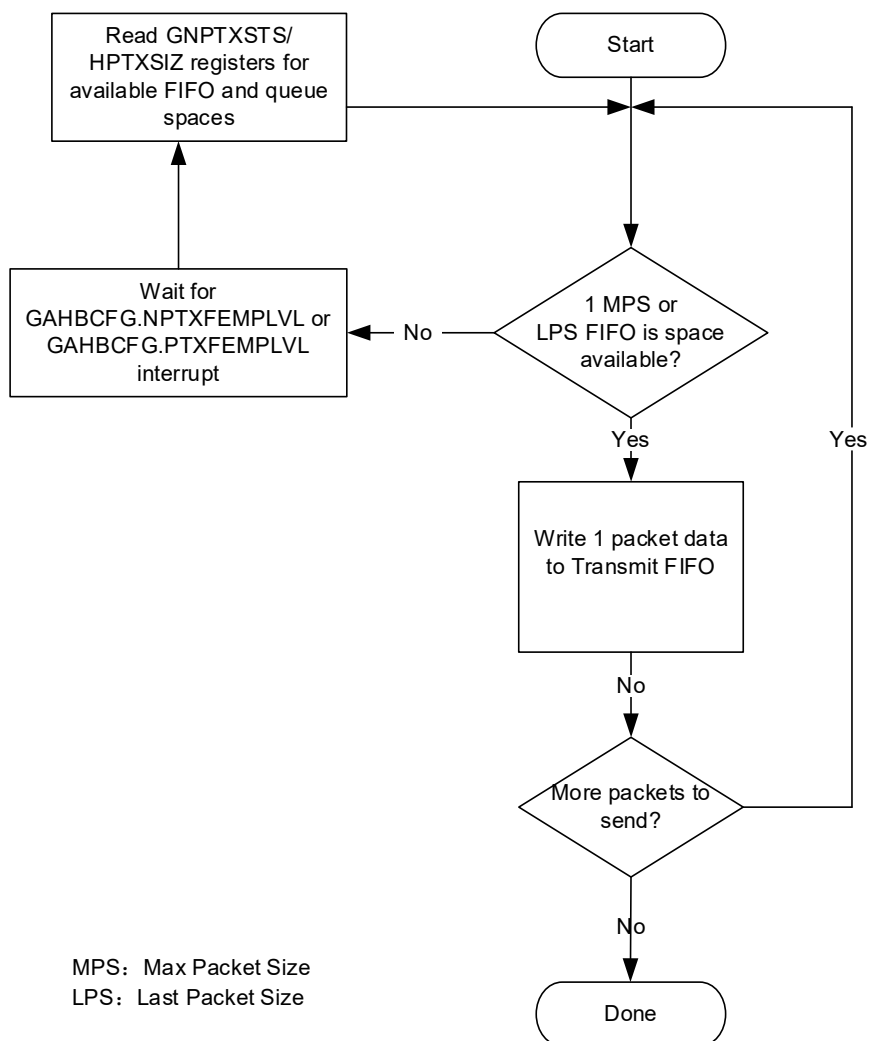 Read GNPTXSTS/
HPTXSIZ registers for
available FIFO and queue
spaces
Start
Wait for
GAHBCFG.NPTXFEMPLVL or
GAHBCFG.PTXFEMPLVL
interrupt
No
1 MPS or
LPS FIFO is space
available?
Yes
Yes
Write 1 packet data
to Transmit FIFO
No
More packets to
send?
No
MPS：Max Packet Size
LPS：Last Packet Size
Done